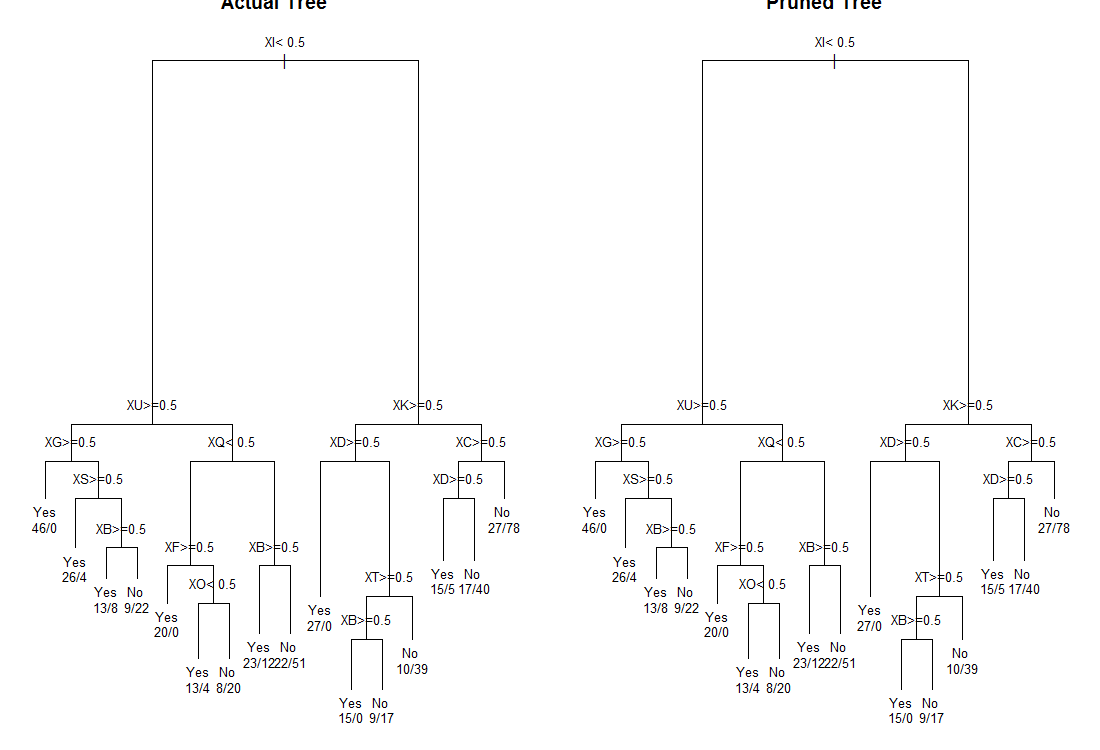 Actual Tree
XI< 0.5
XU>=0.5
XK>=0.5
XG>=0.5
XQ< 0.5
XD>=0.5
XC>=0.5
XS>=0.5
XD>=0.5
Yes
46/0
No
27/78
XB>=0.5
XF>=0.5
XB>=0.5
Yes
26/4
Yes
15/5
No
17/40
XT>=0.5
Yes
13/8
No
9/22
XO< 0.5
Yes
20/0
Yes
27/0
XB>=0.5
Yes
23/12
No
22/51
No
10/39
Yes
13/4
No
8/20
Yes
15/0
No
9/17
Pruned Tree
XI< 0.5
XU>=0.5
XK>=0.5
XG>=0.5
XQ< 0.5
XD>=0.5
XC>=0.5
XS>=0.5
XD>=0.5
Yes
46/0
No
27/78
XB>=0.5
XF>=0.5
XB>=0.5
Yes
26/4
Yes
15/5
No
17/40
XT>=0.5
Yes
13/8
No
9/22
XO< 0.5
Yes
20/0
Yes
27/0
XB>=0.5
Yes
23/12
No
22/51
No
10/39
Yes
13/4
No
8/20
Yes
15/0
No
9/17